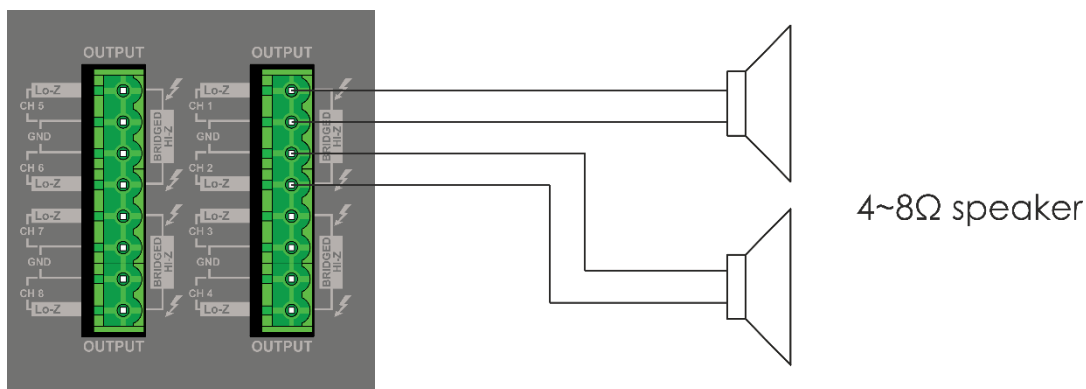 OUTPUT
Lo-Z
CH 5
GND
CH 6
Lo-Z
BRIDGED
HI-Z
Lo-Z
CH 7
GND
CH 8
Lo-Z
BRIDGED
HI-Z
OUTPUT
OUTPUT
Lo-Z
CH 1
GND
CH 2
Lo-Z
BRIDGED
HI-Z
Lo-Z
CH 3
GND
CH 4
Lo-Z
BRIDGED
HI-Z
OUTPUT
4~8Ω speaker